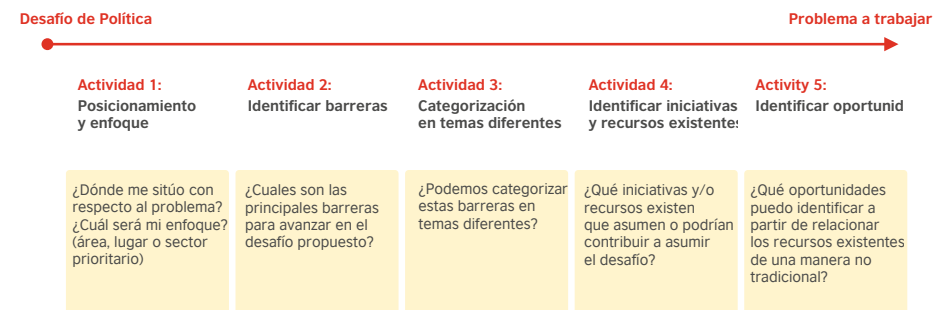 Desafío de Política
Problema a trabajar
Actividad 1:
Posicionamiento
y enfoque
Actividad 2:
Identificar barreras
Actividad 3:
Categorización
en temas diferentes
Actividad 4:
Identificar iniciativas
y recursos existentes
Activity 5:
Identificar oportunid
¿Dónde me sitúo con
respecto al problema?
¿Cuál será mi enfoque?
(área, lugar o sector
prioritario)
¿Cuales son las
principales barreras
para avanzar en el
desafío propuesto?
¿Podemos categorizar
estas barreras en
temas diferentes?
¿Qué iniciativas y/o
recursos existen
que asumen o podrían
contribuir a asumir
el desafío?
¿Qué oportunidades
puedo identificar a
partir de relacionar
los recursos existentes
de una manera no
tradicional?